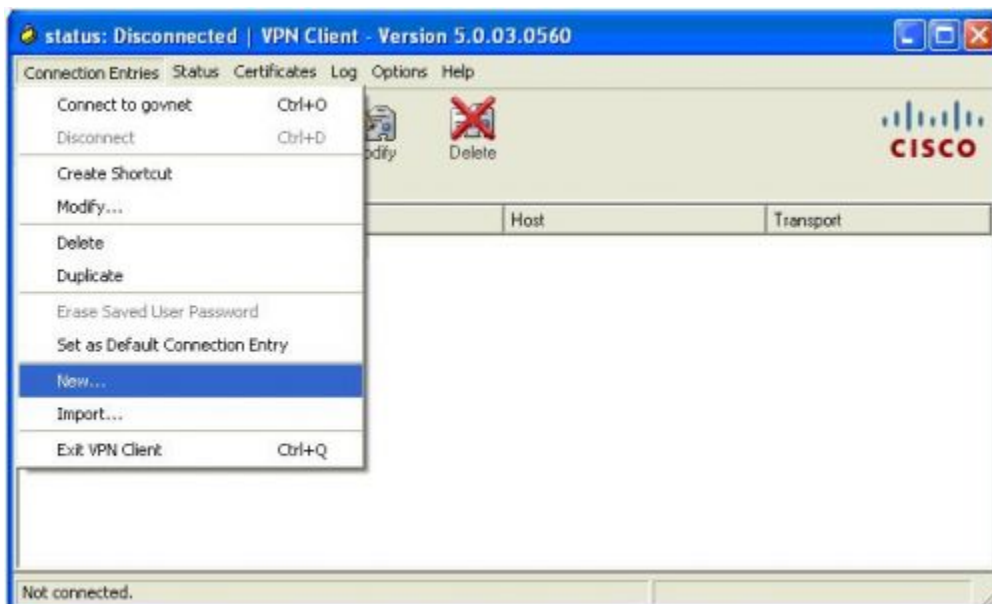 status: Disconnected | VPN Client - Version 5.0.03.0560
Connection Entries Status Certificates Log Options Help
Connect to govnet Ctrl+O
Disconnect Ctrl+D
Create Shortcut
Modify...
Delete
Duplicate
Erase Saved User Password
Set as Default Connection Entry
New...
Import...
Exit VPN Client Ctrl+Q
odify Delete
CISCO
Host Transport
Not connected.